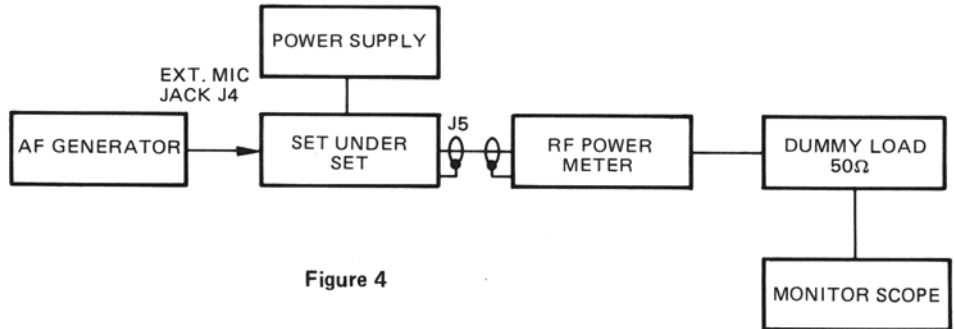 POWER SUPPLY
EXT. MIC
JACK J4
AF GENERATOR
SET UNDER
SET
J5
RF POWER
METER
DUMMY LOAD
50Ω
Figure 4
MONITOR SCOPE